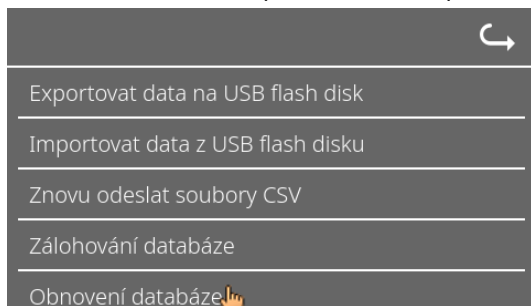 Exportovat data na USB flash disk
Importovat data z USB flash disku
Znovu odeslat soubory CSV
Zálohování databáze
Obnovení databáze